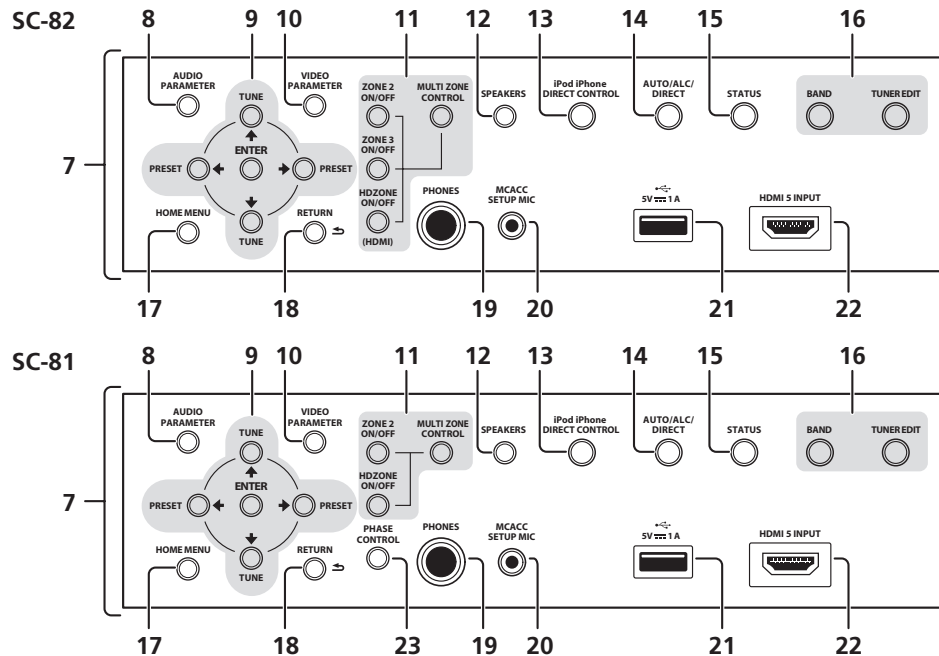 SC-82
8 9 10 11 12 13 14 15 16
AUDIO
PARAMETER
TUNE
VIDEO
PARAMETER
ZONE 2
ON/OFF
MULTI ZONE
CONTROL
SPEAKERS
iPod iPhone
DIRECT CONTROL
AUTO/ALC/
DIRECT
STATUS
BAND
TUNER EDIT
7
PRESET
ENTER
PRESET
ZONE 3
ON/OFF
HDZONE
ON/OFF
(HDMI)
HOME MENU
TUNE
RETURN
PHONES
MCACC
SETUP MIC
5V 1 A
HDMI 5 INPUT
17 18 19 20 21 22
SC-81
8 9 10 11 12 13 14 15 16
AUDIO
PARAMETER
TUNE
VIDEO
PARAMETER
ZONE 2
ON/OFF
MULTI ZONE
CONTROL
SPEAKERS
iPod iPhone
DIRECT CONTROL
AUTO/ALC/
DIRECT
STATUS
BAND
TUNER EDIT
7
PRESET
ENTER
PRESET
HDZONE
ON/OFF
HOME MENU
TUNE
RETURN
PHASE
CONTROL
PHONES
MCACC
SETUP MIC
5V 1 A
HDMI 5 INPUT
17 18 23 19 20 21 22